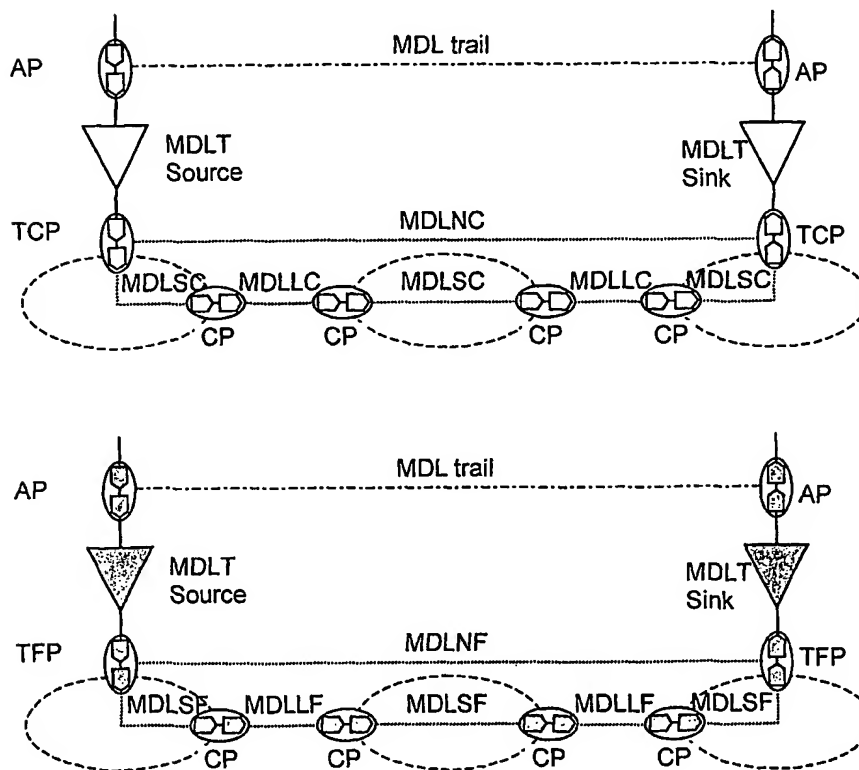 MDL trail
AP
AP
MDLT
Source
MDLT
Sink
TCP
MDLNC
TCP
MDLSC
MDLLC
MDLSC
MDLLC
MDLSC
CP
CP
CP
CP
MDL trail
AP
AP
MDLT
Source
MDLT
Sink
TFP
MDLNF
TFP
MDLSF
MDLLF
MDLSF
MDLLF
MDLSF
CP
CP
CP
CP